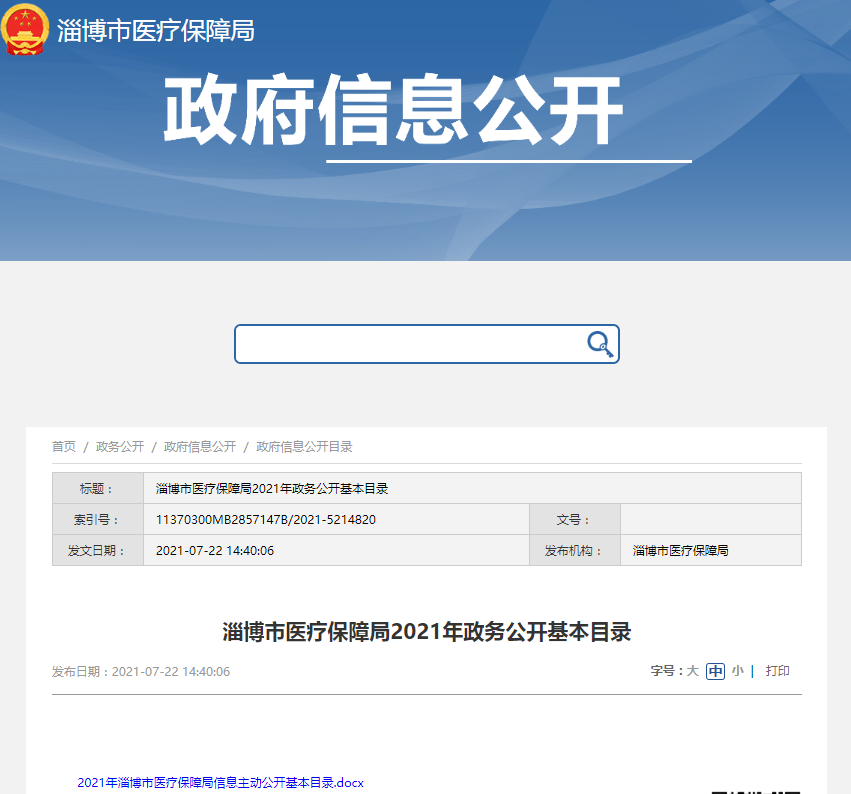 淄博市医疗保障局
政府信息公开
首页 / 政务公开 / 政府信息公开 / 政府信息公开目录
标题： 淄博市医疗保障局2021年政务公开基本目录
索引号： 11370300MB2857147B/2021-5214820 文号：
发文日期： 2021-07-22 14:40:06 发布机构： 淄博市医疗保障局
淄博市医疗保障局2021年政务公开基本目录
发布日期：2021-07-22 14:40:06 字号：大 中 小 | 打印
2021年淄博市医疗保障局信息主动公开基本目录.docx